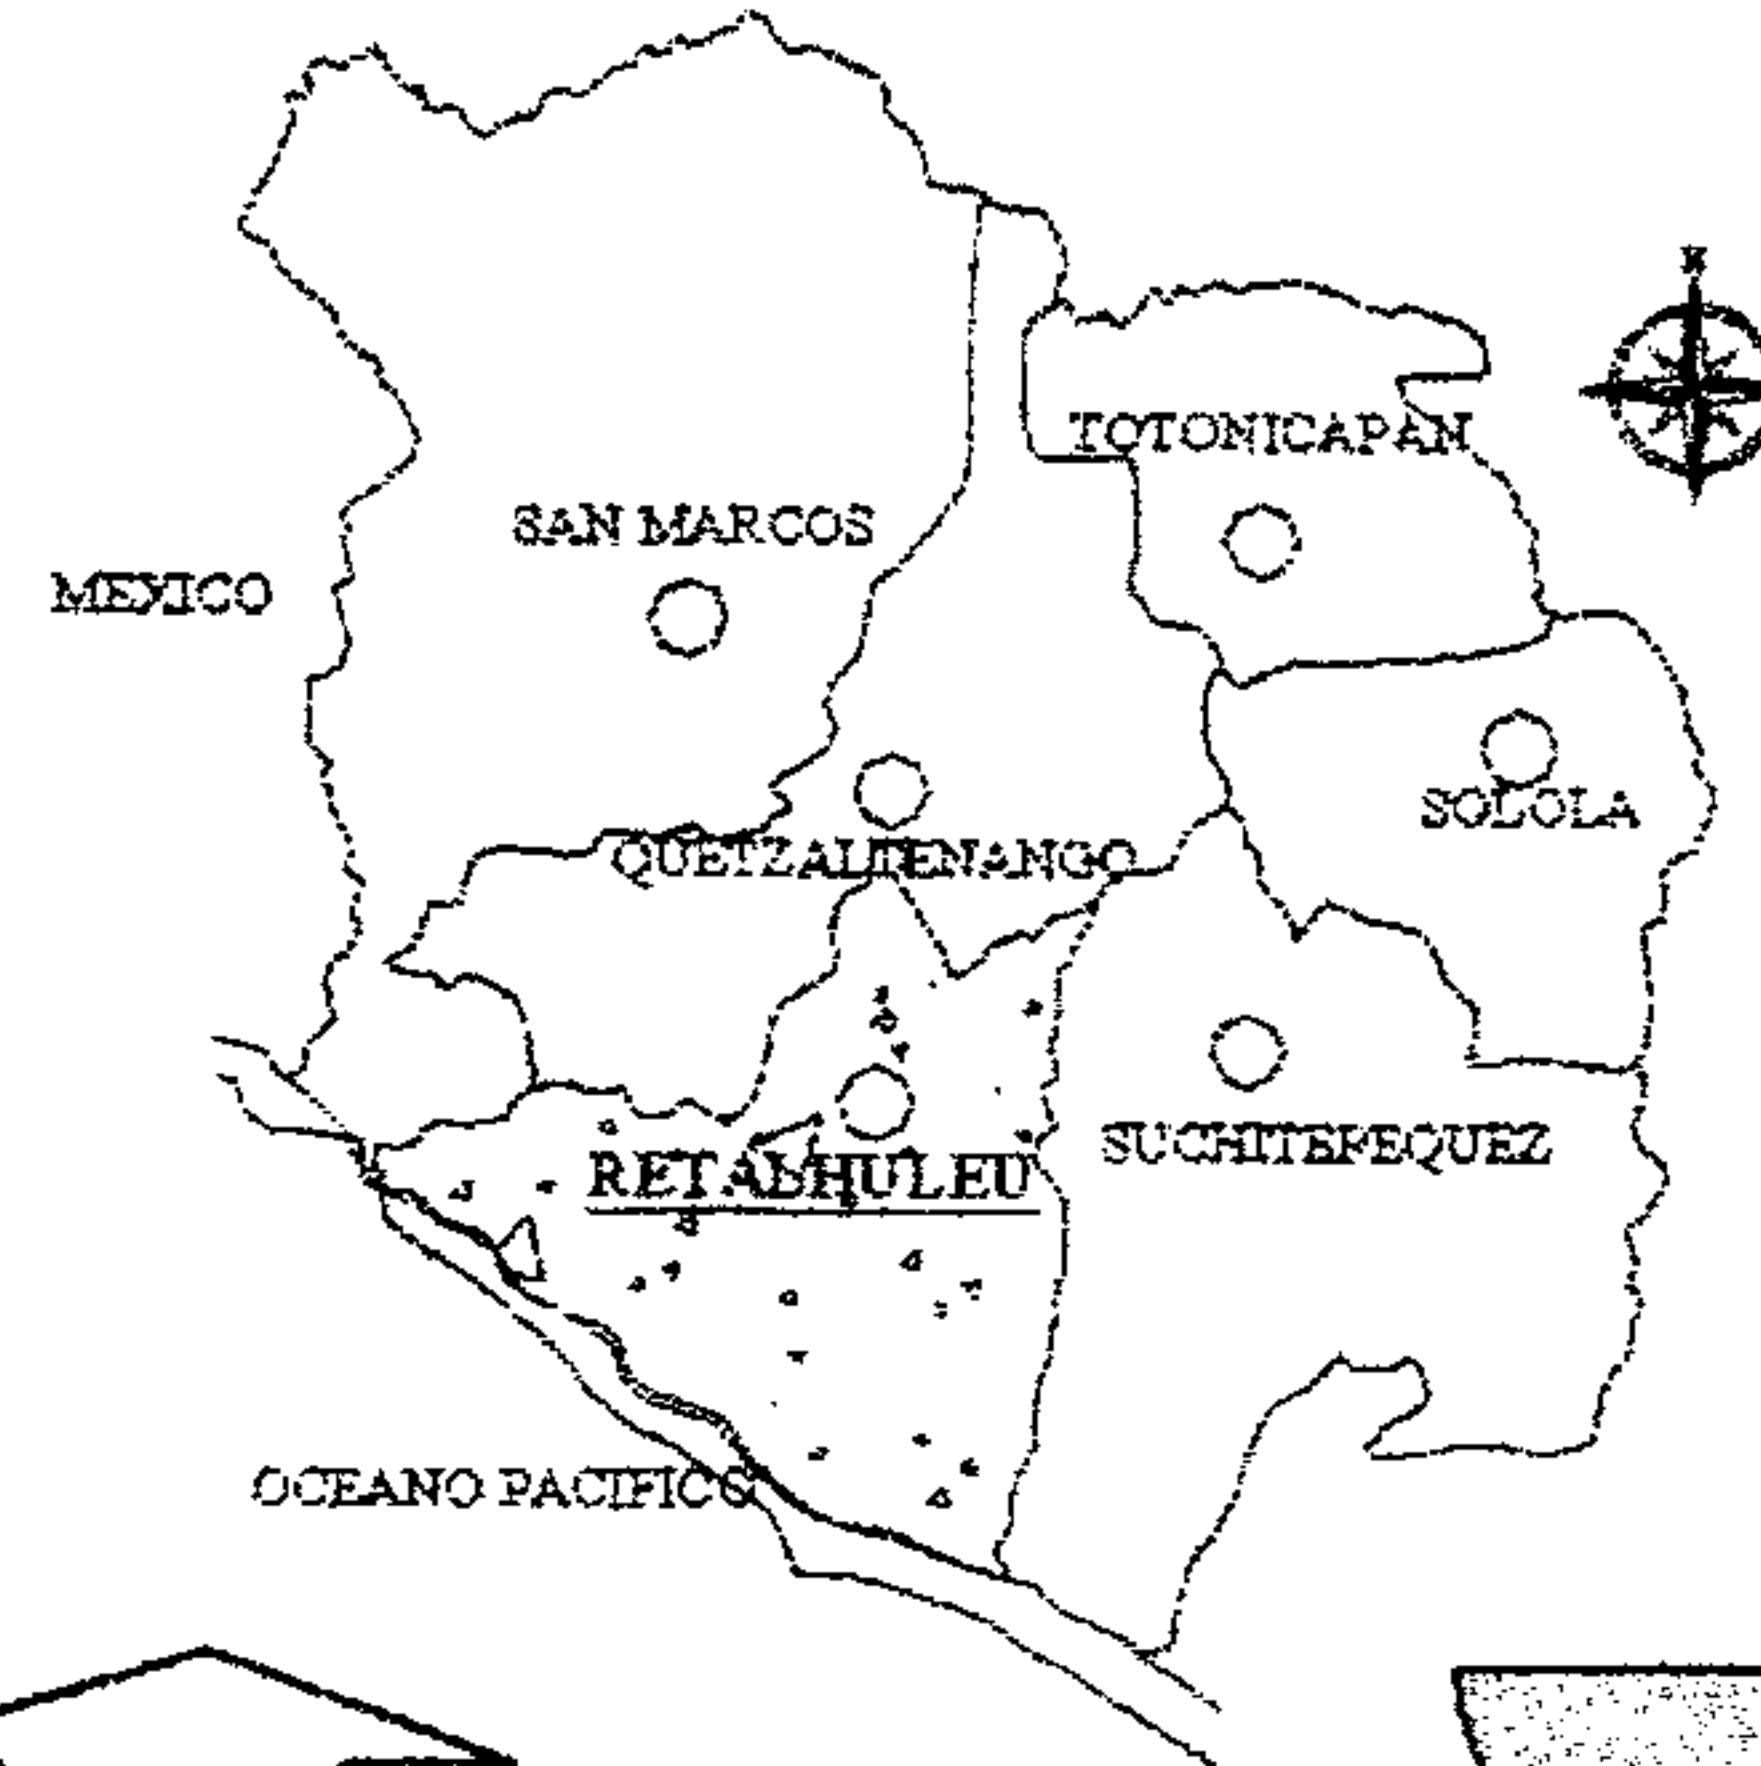 N
TOTONICAPAN
SAN MARCOS
MEXICO
SOLOLA
QUETZALTENANGO
SUCHITEPEQUEZ
RETALHULEU
OCEANO PACIFICO